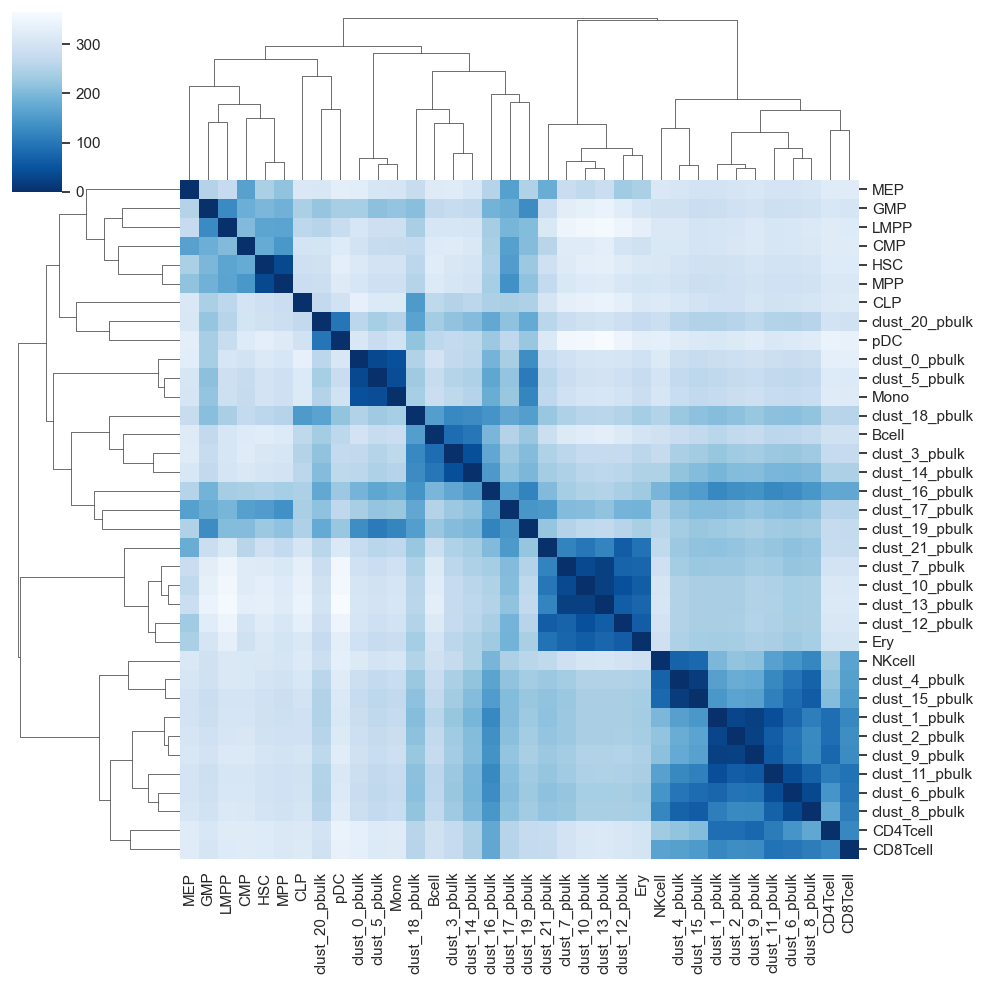 300
200
100
0
MEP
GMP
LMPP
CMP
HSC
MPP
CLP
clust_20_pbulk
pDC
clust_0_pbulk
clust_5_pbulk
Mono
clust_18_pbulk
Bcell
clust_3_pbulk
clust_14_pbulk
clust_16_pbulk
clust_17_pbulk
clust_19_pbulk
clust_21_pbulk
clust_7_pbulk
clust_10_pbulk
clust_13_pbulk
clust_12_pbulk
Ery
NKcell
clust_4_pbulk
clust_15_pbulk
clust_1_pbulk
clust_2_pbulk
clust_9_pbulk
clust_11_pbulk
clust_6_pbulk
clust_8_pbulk
CD4Tcell
CD8Tcell
MEP
GMP
LMPP
CMP
HSC
MPP
CLP
clust_20_pbulk
pDC
clust_0_pbulk
clust_5_pbulk
Mono
clust_18_pbulk
Bcell
clust_3_pbulk
clust_14_pbulk
clust_16_pbulk
clust_17_pbulk
clust_19_pbulk
clust_21_pbulk
clust_7_pbulk
clust_10_pbulk
clust_13_pbulk
clust_12_pbulk
Ery
NKcell
clust_4_pbulk
clust_15_pbulk
clust_1_pbulk
clust_2_pbulk
clust_9_pbulk
clust_11_pbulk
clust_6_pbulk
clust_8_pbulk
CD4Tcell
CD8Tcell